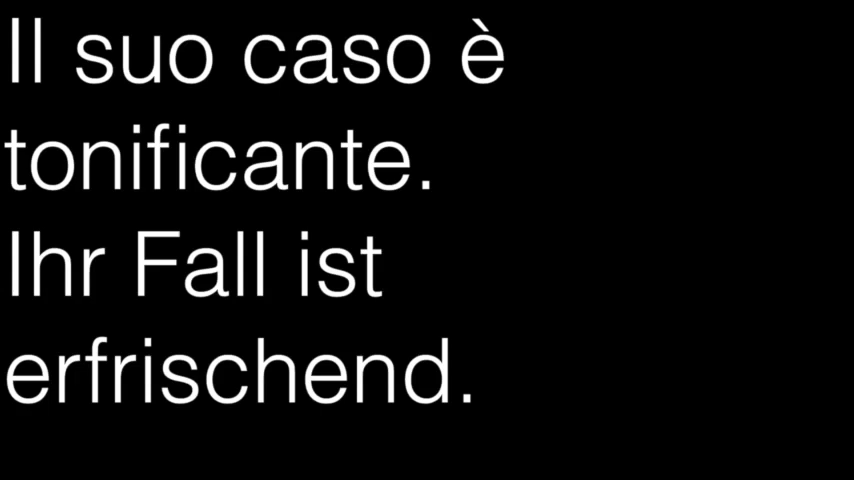 Il suo caso è
tonificante.
Ihr Fall ist
erfrischend.